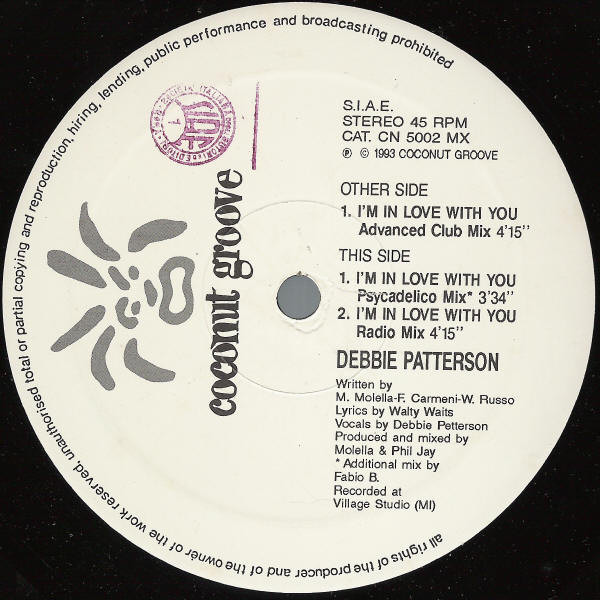 all rights of the producer and of the ownér of the work reserved, unauthorised total or partial copying and reproduction, hiring, lending, public performance and broadcasting prohibited
coconut groove
S.I.A.E.
STEREO 45 RPM
CAT. CN 5002 MX
℗ © 1993 COCONUT GROOVE
OTHER SIDE
1. I'M IN LOVE WITH YOU
Advanced Club Mix 4'15"
THIS SIDE
1. I'M IN LOVE WITH YOU
Psycadelico Mix* 3'34"
2. I'M IN LOVE WITH YOU
Radio Mix 4'15"
DEBBIE PATTERSON
Written by
M. Molella-F. Carmeni-W. Russo
Lyrics by Walty Waits
Vocals by Debbie Petterson
Produced and mixed by
Molella & Phil Jay
* Additional mix by
Fabio B.
Recorded at
Village Studio (MI)